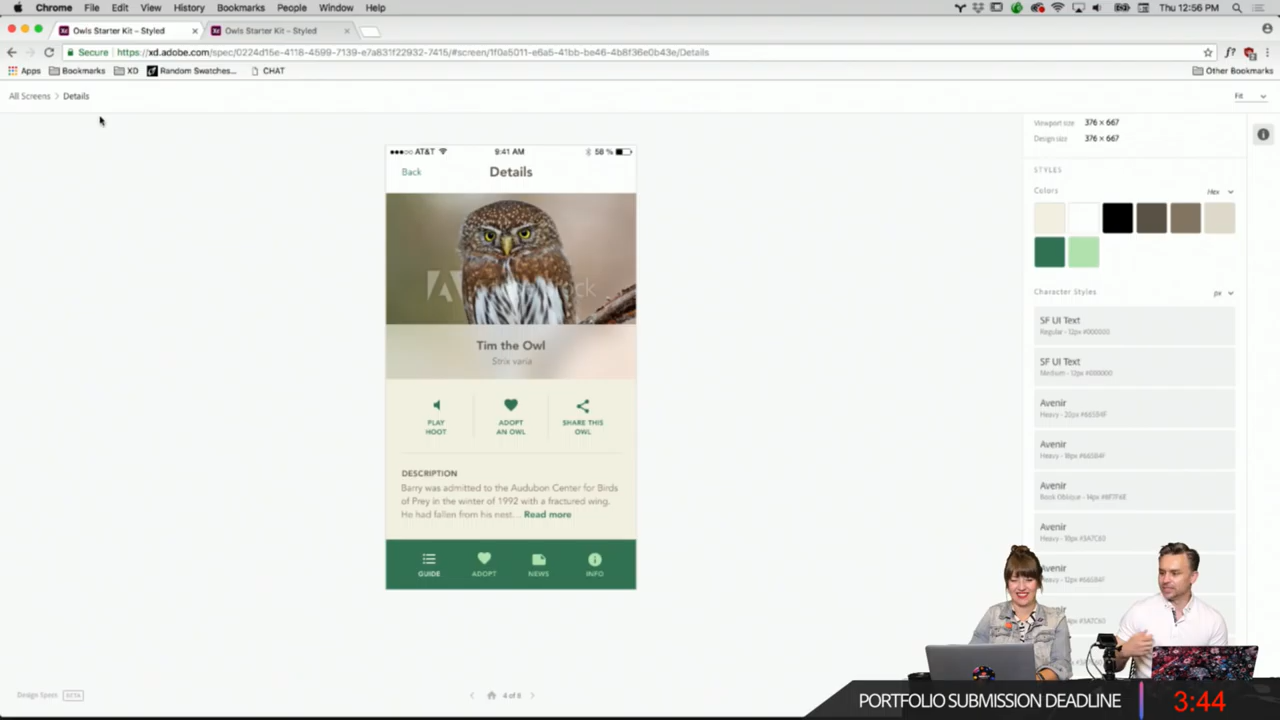 Chrome File Edit View History Bookmarks People Window Help
Thu 12:56 PM
Owls Starter Kit – Styled
Owls Starter Kit – Styled
Secure https://xd.adobe.com/spec/0224d15e-4118-4599-7139-e7a831f22932-7415/#screen/1f0a5011-e6a5-41bb-be46-4b8f36e0b43e/Details
Apps Bookmarks XD Random Swatches... CHAT
Other Bookmarks
All Screens > Details
Fit
Viewport size 376 × 667
Design size 376 × 667
STYLES
Colors
Hex
Character Styles
px
SF UI Text
Regular - 12px #000000
SF UI Text
Medium - 12px #000000
Avenir
Avenir
Avenir
Avenir
Avenir
AT&T 9:41 AM 58 %
Back
Details
Tim the Owl
Strix varia
PLAY HOOT
ADOPT AN OWL
SHARE THIS OWL
DESCRIPTION
Barry was admitted to the Audubon Center for Birds
of Prey in the winter of 1992 with a fractured wing.
He had fallen from his nest... Read more
GUIDE
ADOPT
NEWS
INFO
Design Specs BETA
4 of 8
PORTFOLIO SUBMISSION DEADLINE
3:44